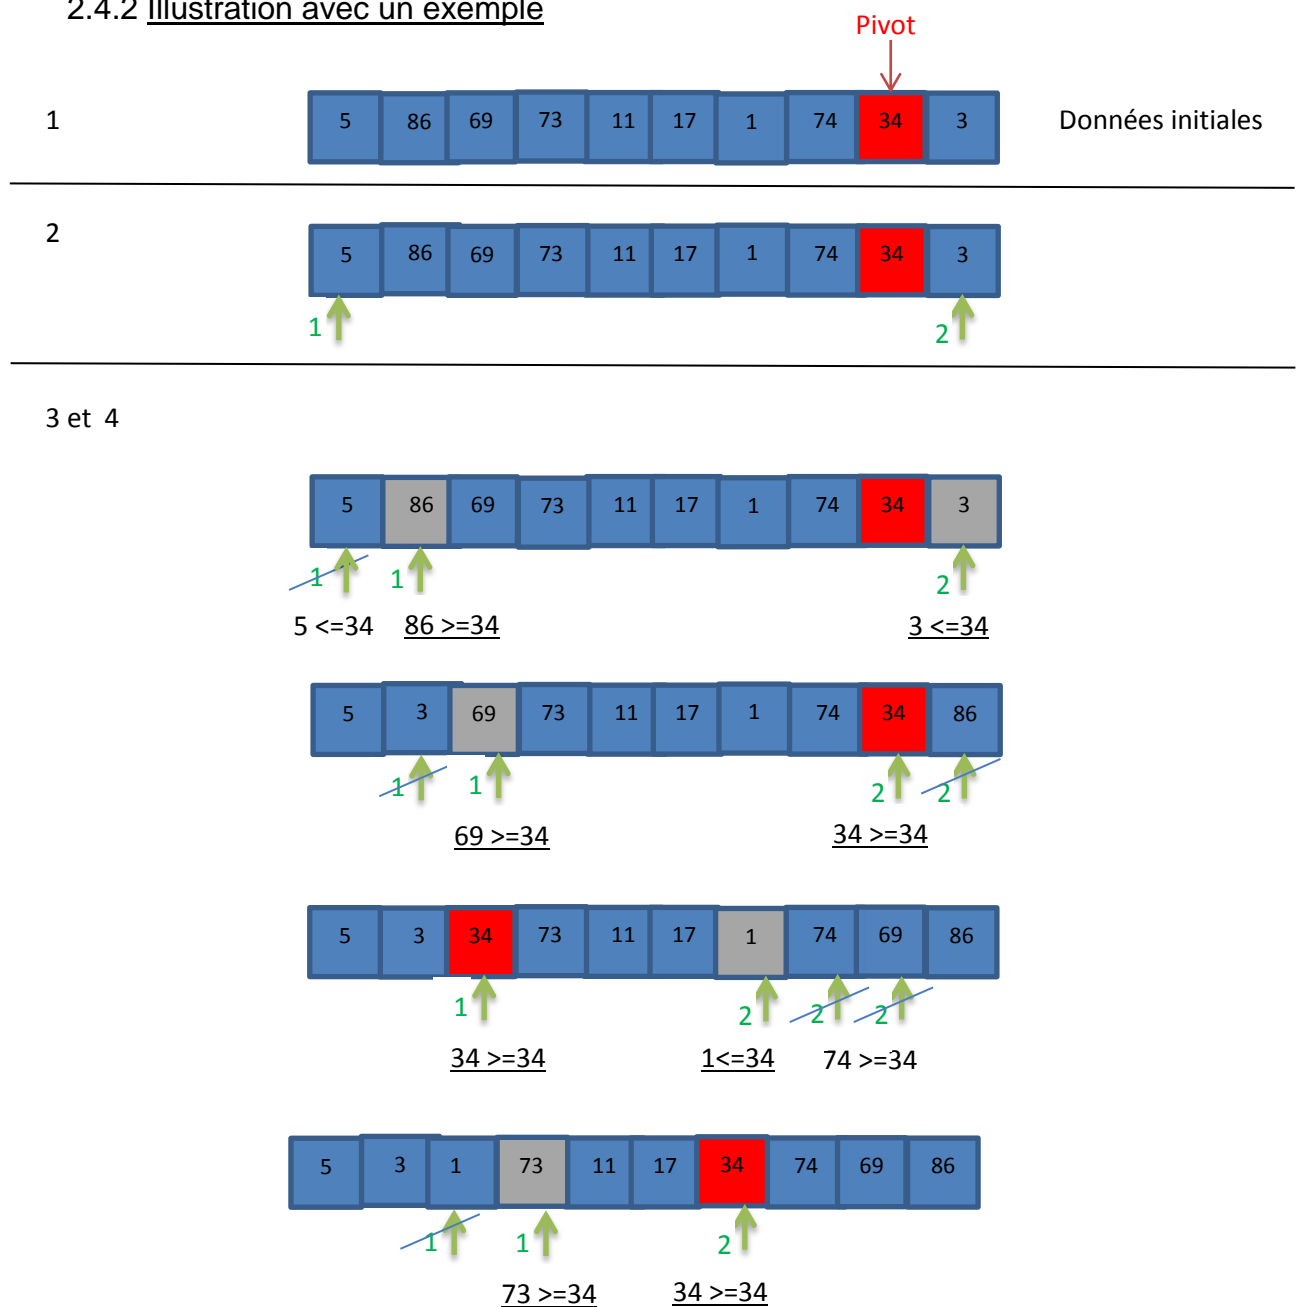 2.4.2 Illustration avec un exemple
Pivot
1 5 86 69 73 11 17 1 74 34 3 Données initiales
2 5 86 69 73 11 17 1 74 34 3
1 2
3 et 4
5 86 69 73 11 17 1 74 34 3
1 1 2
5 <=34 86 >=34 3 <=34
5 3 69 73 11 17 1 74 34 86
1 1 2 2
69 >=34 34 >=34
5 3 34 73 11 17 1 74 69 86
1 2 2 2
34 >=34 1<=34 74 >=34
5 3 1 73 11 17 34 74 69 86
1 1 2
73 >=34 34 >=34